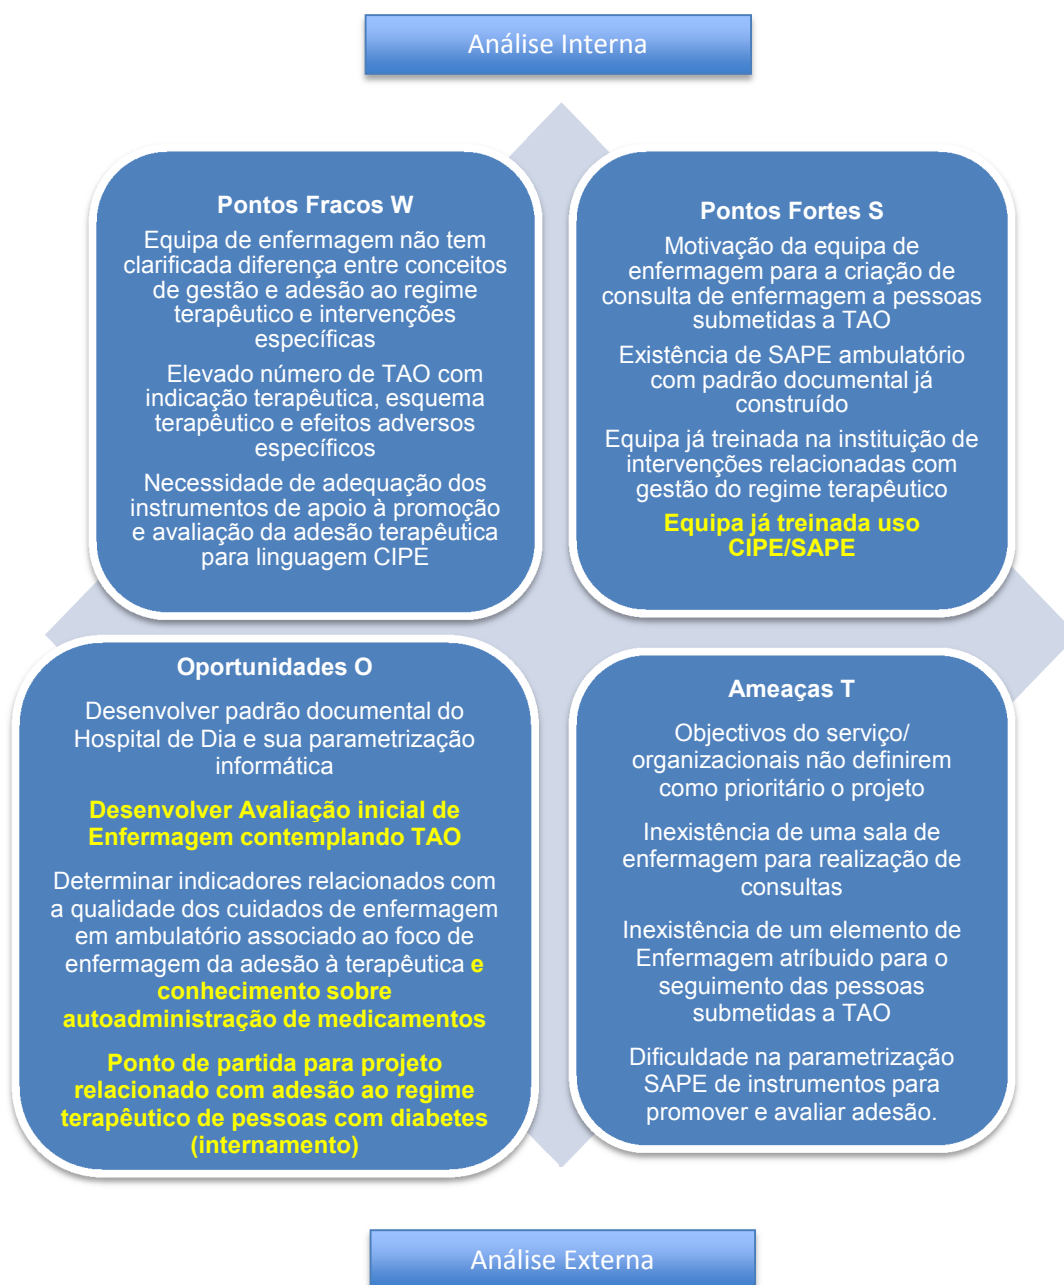 Análise Interna
Pontos Fracos W
Equipa de enfermagem não tem
clarificada diferença entre conceitos
de gestão e adesão ao regime
terapêutico e intervenções
específicas
Elevado número de TAO com
indicação terapêutica, esquema
terapêutico e efeitos adversos
específicos
Necessidade de adequação dos
instrumentos de apoio à promoção
e avaliação da adesão terapêutica
para linguagem CIPE
Pontos Fortes S
Motivação da equipa de
enfermagem para a criação de
consulta de enfermagem a pessoas
submetidas a TAO
Existência de SAPE ambulatório
com padrão documental já
construído
Equipa já treinada na instituição de
intervenções relacionadas com
gestão do regime terapêutico
Equipa já treinada uso
CIPE/SAPE
Oportunidades O
Desenvolver padrão documental do
Hospital de Dia e sua parametrização
informática
Desenvolver Avaliação inicial de
Enfermagem contemplando TAO
Determinar indicadores relacionados com
a qualidade dos cuidados de enfermagem
em ambulatório associado ao foco de
enfermagem da adesão à terapêutica e
conhecimento sobre
autoadministração de medicamentos
Ponto de partida para projeto
relacionado com adesão ao regime
terapêutico de pessoas com diabetes
(internamento)
Ameaças T
Objectivos do serviço/
organizacionais não definirem
como prioritário o projeto
Inexistência de uma sala de
enfermagem para realização de
consultas
Inexistência de um elemento de
Enfermagem atríbuido para o
seguimento das pessoas
submetidas a TAO
Dificuldade na parametrização
SAPE de instrumentos para
promover e avaliar adesão.
Análise Externa